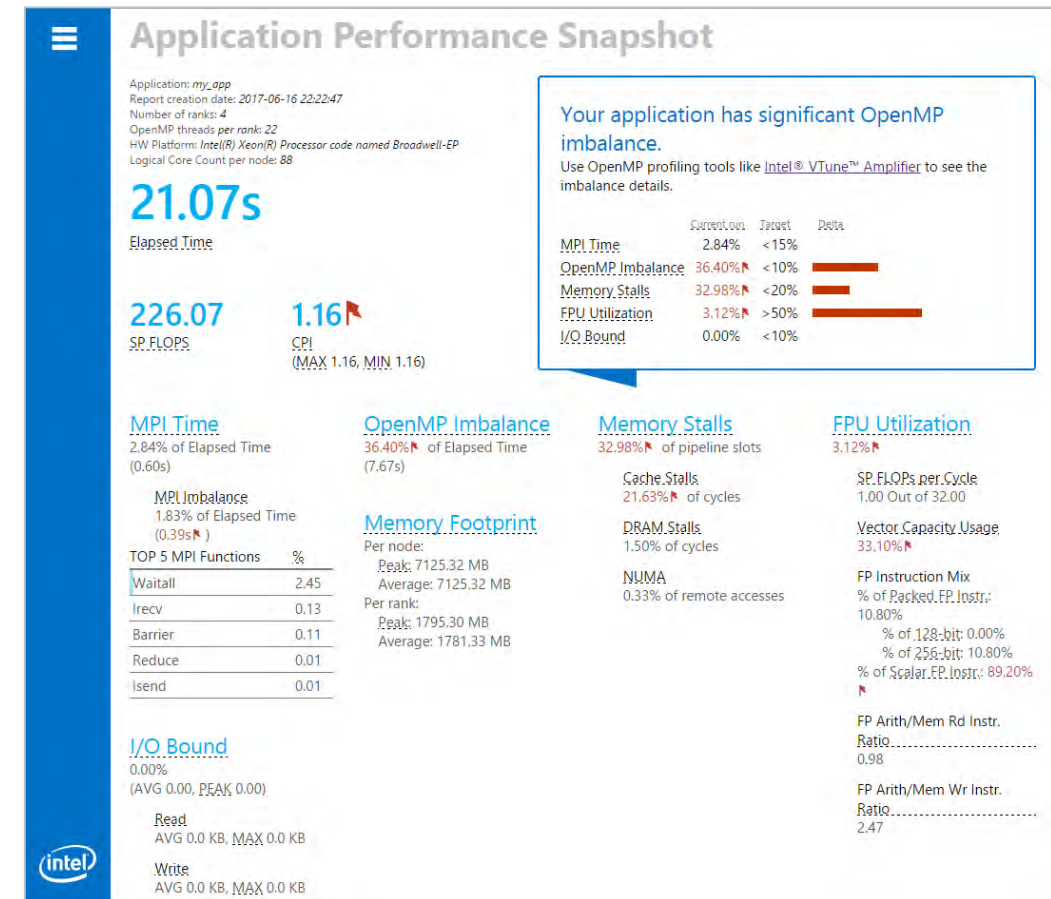 Application Performance Snapshot
Application: my_app
Report creation date: 2017-06-16 22:22:47
Number of ranks: 4
OpenMP threads per rank: 22
HW Platform: Intel(R) Xeon(R) Processor code named Broadwell-EP
Logical Core Count per node: 88
21.07s
Elapsed Time
226.07
SP FLOPS
1.16
CPI
(MAX 1.16, MIN 1.16)
Your application has significant OpenMP
imbalance.
Use OpenMP profiling tools like Intel® VTune™ Amplifier to see the
imbalance details.
Current run Target Delta
MPI Time 2.84% <15%
OpenMP Imbalance 36.40% <10%
Memory Stalls 32.98% <20%
FPU Utilization 3.12% >50%
I/O Bound 0.00% <10%
MPI Time
2.84% of Elapsed Time
(0.60s)
MPI Imbalance
1.83% of Elapsed Time
(0.39s )
TOP 5 MPI Functions %
Waitall 2.45
Irecv 0.13
Barrier 0.11
Reduce 0.01
Isend 0.01
I/O Bound
0.00%
(AVG 0.00, PEAK 0.00)
Read
AVG 0.0 KB, MAX 0.0 KB
Write
AVG 0.0 KB, MAX 0.0 KB
OpenMP Imbalance
36.40% of Elapsed Time
(7.67s)
Memory Footprint
Per node:
Peak: 7125.32 MB
Average: 7125.32 MB
Per rank:
Peak: 1795.30 MB
Average: 1781.33 MB
Memory Stalls
32.98% of pipeline slots
Cache Stalls
21.63% of cycles
DRAM Stalls
1.50% of cycles
NUMA
0.33% of remote accesses
FPU Utilization
3.12%
SP FLOPs per Cycle
1.00 Out of 32.00
Vector Capacity Usage
33.10%
FP Instruction Mix
% of Packed FP Instr.:
10.80%
% of 128-bit: 0.00%
% of 256-bit: 10.80%
% of Scalar FP Instr.: 89.20%
FP Arith/Mem Rd Instr.
Ratio
0.98
FP Arith/Mem Wr Instr.
Ratio
2.47
intel